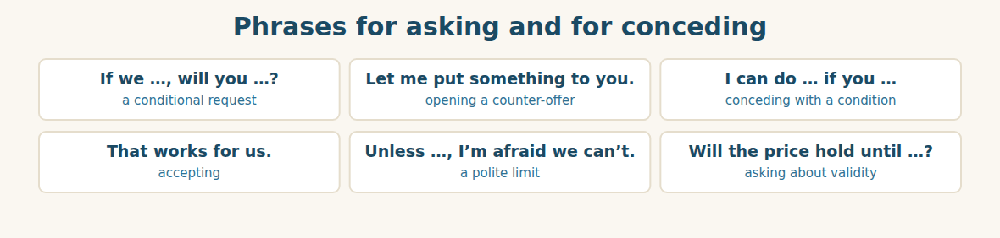 Phrases for asking and for conceding
If we …, will you …?
a conditional request
Let me put something to you.
opening a counter-offer
I can do … if you …
conceding with a condition
That works for us.
accepting
Unless …, I’m afraid we can’t.
a polite limit
Will the price hold until …?
asking about validity